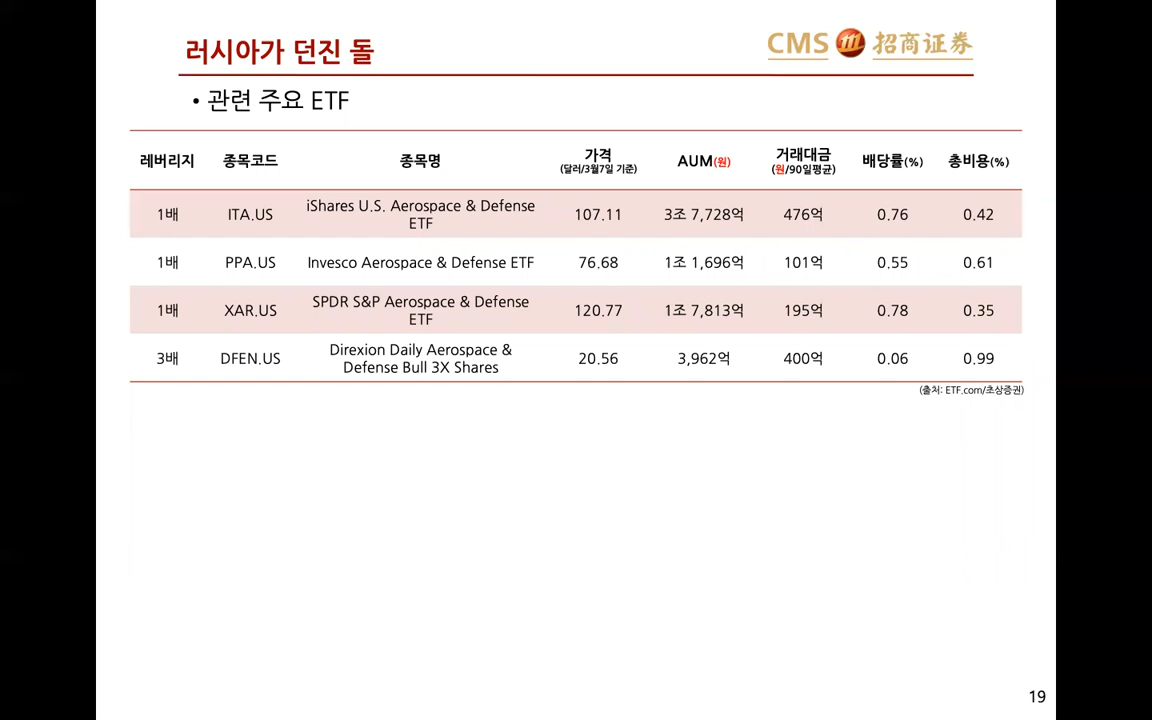 러시아가 던진 돌
CMS 招商证券
• 관련 주요 ETF
레버리지 종목코드 종목명 가격 (달러/3월7일 기준) AUM(원) 거래대금 (원/90일평균) 배당률(%) 총비용(%)
1배 ITA.US iShares U.S. Aerospace & Defense ETF 107.11 3조 7,728억 476억 0.76 0.42
1배 PPA.US Invesco Aerospace & Defense ETF 76.68 1조 1,696억 101억 0.55 0.61
1배 XAR.US SPDR S&P Aerospace & Defense ETF 120.77 1조 7,813억 195억 0.78 0.35
3배 DFEN.US Direxion Daily Aerospace & Defense Bull 3X Shares 20.56 3,962억 400억 0.06 0.99
(출처: ETF.com/초상증권)
19